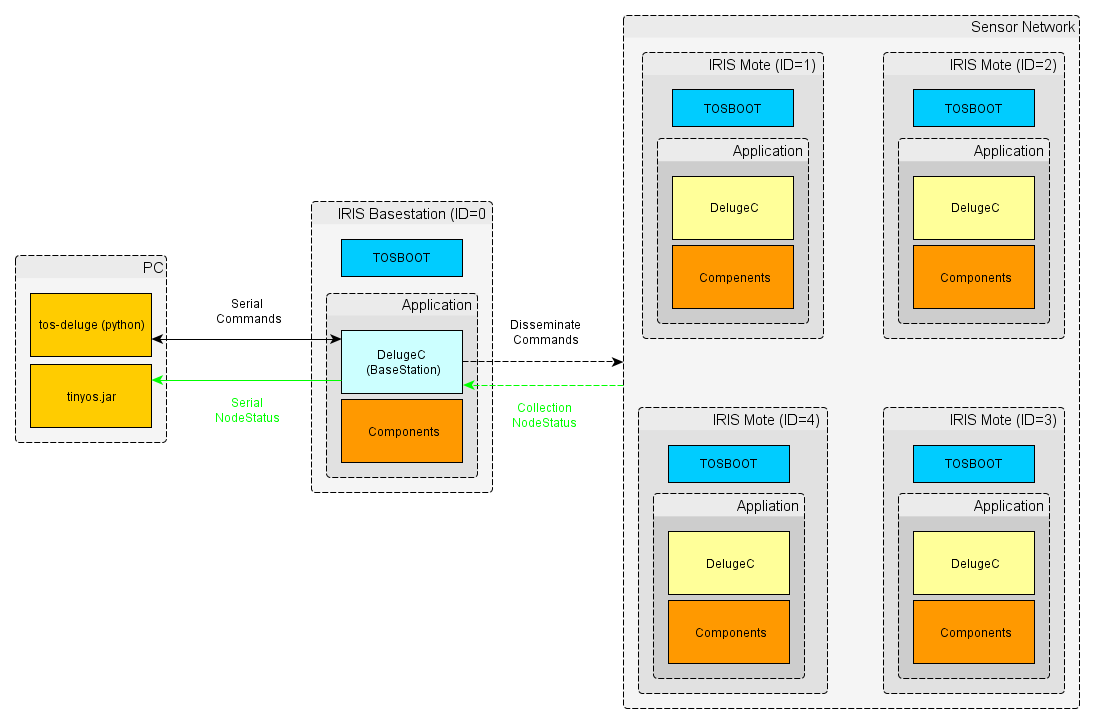 PC
tos-deluge (python)
tinyos.jar
Serial
Commands
Serial
NodeStatus
IRIS Basestation (ID=0
TOSBOOT
Application
DelugeC
(BaseStation)
Components
Disseminate
Commands
Collection
NodeStatus
Sensor Network
IRIS Mote (ID=1)
TOSBOOT
Application
DelugeC
Compenents
IRIS Mote (ID=2)
TOSBOOT
Application
DelugeC
Components
IRIS Mote (ID=4)
TOSBOOT
Appliation
DelugeC
Components
IRIS Mote (ID=3)
TOSBOOT
Application
DelugeC
Components